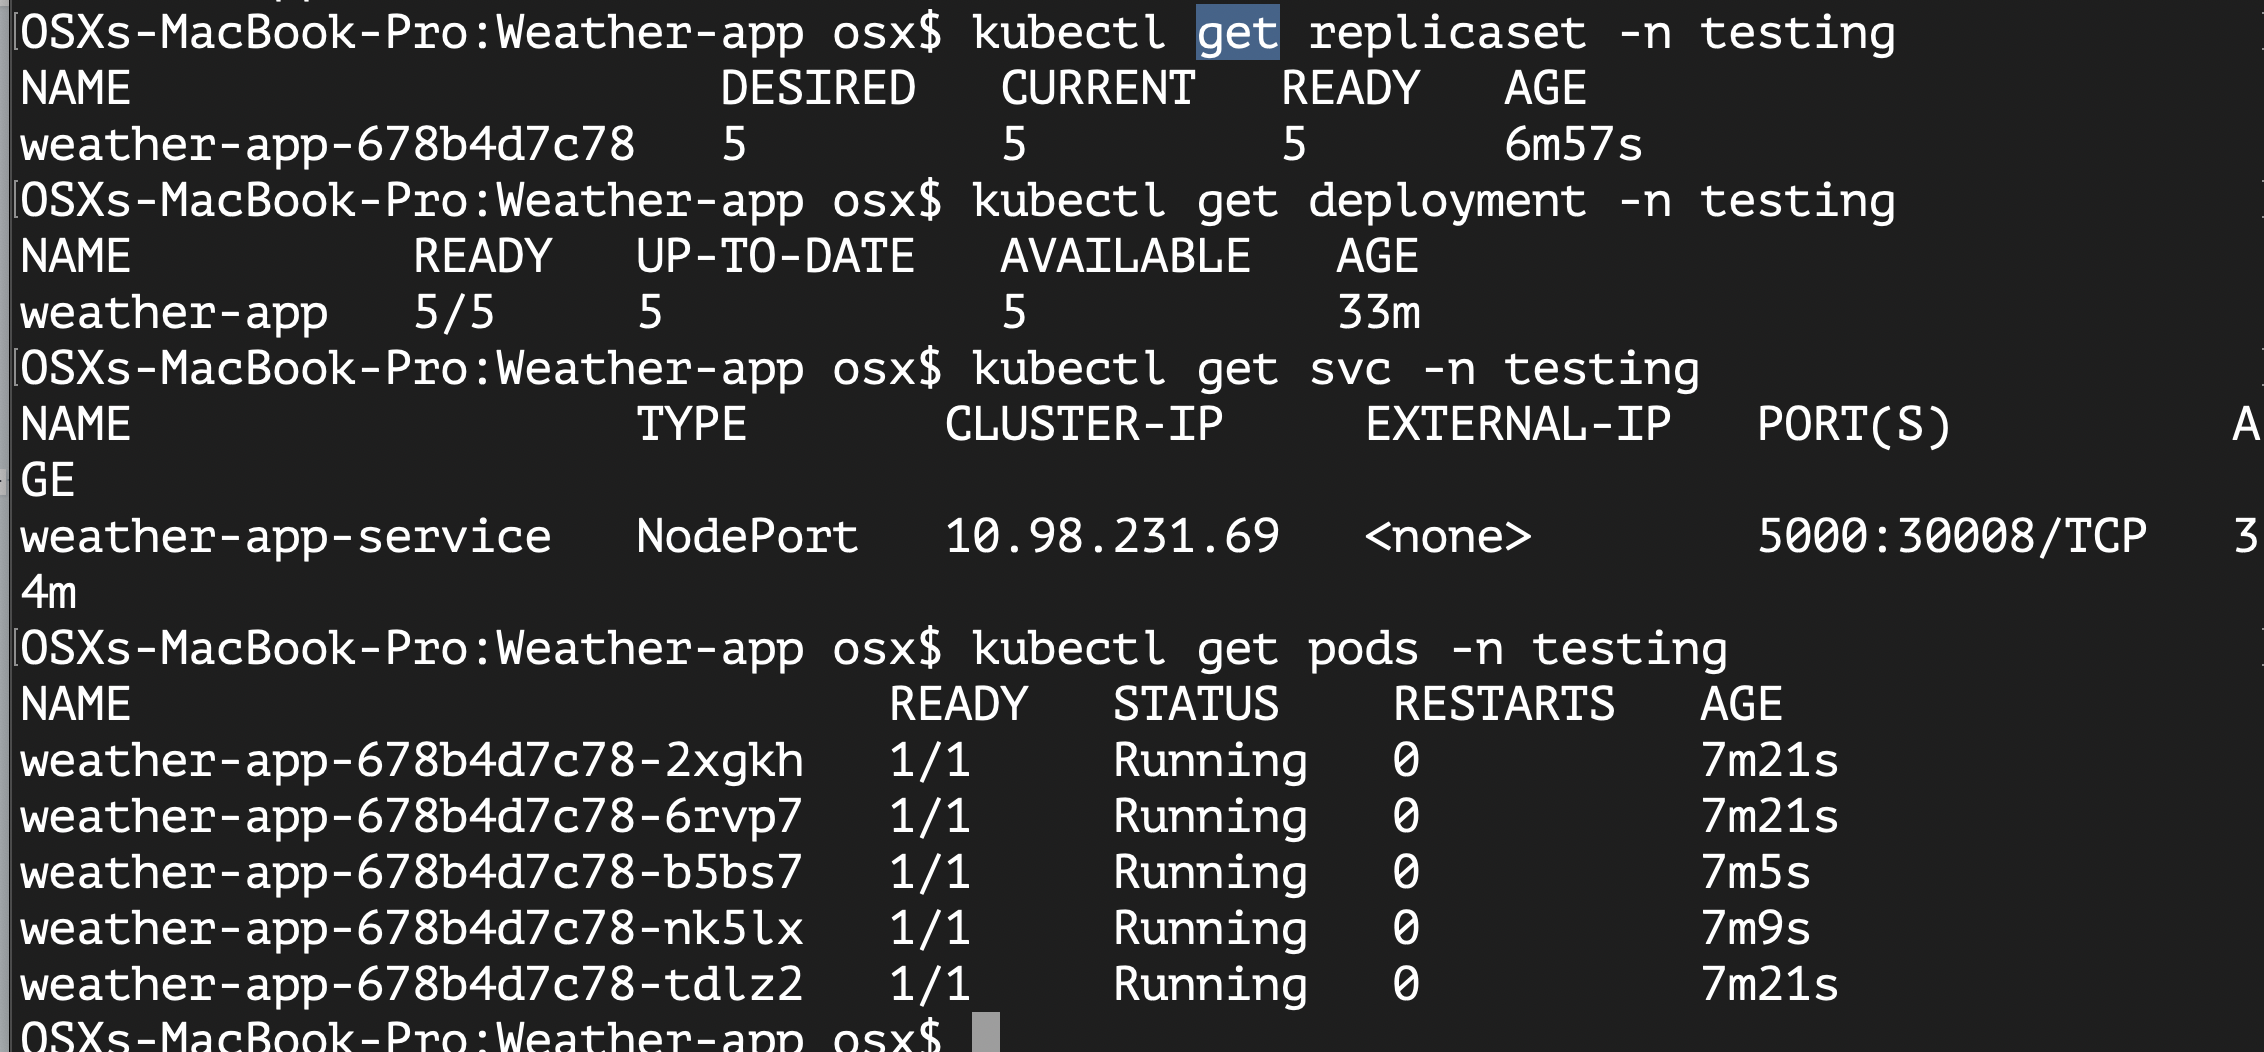 OSXs-MacBook-Pro:Weather-app osx$ kubectl get replicaset -n testing
NAME DESIRED CURRENT READY AGE
weather-app-678b4d7c78 5 5 5 6m57s
OSXs-MacBook-Pro:Weather-app osx$ kubectl get deployment -n testing
NAME READY UP-TO-DATE AVAILABLE AGE
weather-app 5/5 5 5 33m
OSXs-MacBook-Pro:Weather-app osx$ kubectl get svc -n testing
NAME TYPE CLUSTER-IP EXTERNAL-IP PORT(S) A
GE
weather-app-service NodePort 10.98.231.69 <none> 5000:30008/TCP 3
4m
OSXs-MacBook-Pro:Weather-app osx$ kubectl get pods -n testing
NAME READY STATUS RESTARTS AGE
weather-app-678b4d7c78-2xgkh 1/1 Running 0 7m21s
weather-app-678b4d7c78-6rvp7 1/1 Running 0 7m21s
weather-app-678b4d7c78-b5bs7 1/1 Running 0 7m5s
weather-app-678b4d7c78-nk5lx 1/1 Running 0 7m9s
weather-app-678b4d7c78-tdlz2 1/1 Running 0 7m21s
OSXs-MacBook-Pro:Weather-app osx$